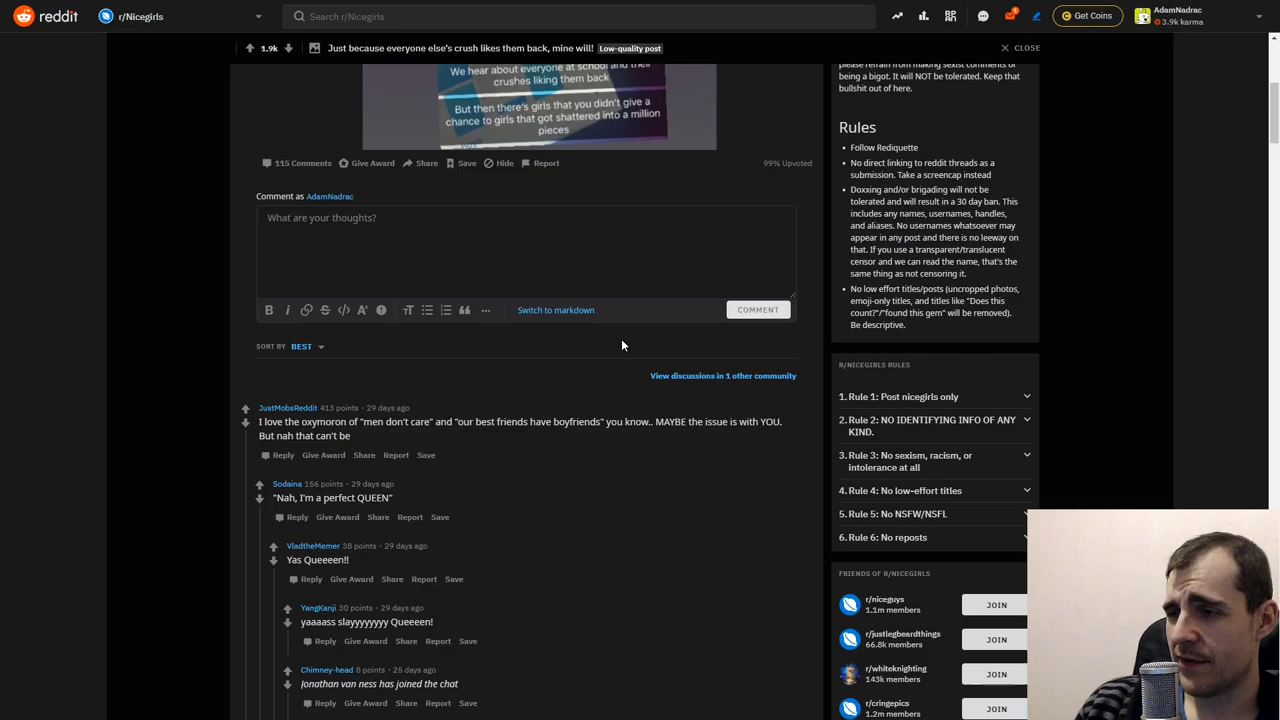 reddit
r/Nicegirls
Search r/Nicegirls
Get Coins
AdamNadrac
3.9k karma
1.9k
Just because everyone else's crush likes them back, mine will!
Low-quality post
CLOSE
We hear about everyone at school and their
crushes liking them back
But then there's girls that you didn't give a
chance to girls that got shattered into a million
pieces
115 Comments
Give Award
Share
Save
Hide
Report
99% Upvoted
Comment as AdamNadrac
What are your thoughts?
Switch to markdown
COMMENT
SORT BY BEST
View discussions in 1 other community
JustMobsReddit 413 points · 29 days ago
I love the oxymoron of "men don't care" and "our best friends have boyfriends" you know.. MAYBE the issue is with YOU.
But nah that can't be
Reply Give Award Share Report Save
Sodaina 156 points · 29 days ago
"Nah, I'm a perfect QUEEN"
Reply Give Award Share Report Save
VladtheMemer 38 points · 29 days ago
Yas Queeeen!!
Reply Give Award Share Report Save
YangKanji 30 points · 29 days ago
yaaaass slayyyyyyyy Queeeen!
Reply Give Award Share Report Save
Chimney-head 8 points · 25 days ago
Jonathan van ness has joined the chat
Reply Give Award Share Report Save
please refrain from making sexist comments or
being a bigot. It will NOT be tolerated. Keep that
bullshit out of here.
Rules
• Follow Rediquette
• No direct linking to reddit threads as a
submission. Take a screencap instead
• Doxxing and/or brigading will not be
tolerated and will result in a 30 day ban. This
includes any names, usernames, handles,
and aliases. No usernames whatsoever may
appear in any post and there is no leeway on
that. If you use a transparent/translucent
censor and we can read the name, that's the
same thing as not censoring it.
• No low effort titles/posts (uncropped photos,
emoji-only titles, and titles like "Does this
count?"/"found this gem" will be removed).
Be descriptive.
R/NICEGIRLS RULES
1. Rule 1: Post nicegirls only
2. Rule 2: NO IDENTIFYING INFO OF ANY
KIND.
3. Rule 3: No sexism, racism, or
intolerance at all
4. Rule 4: No low-effort titles
5. Rule 5: No NSFW/NSFL
6. Rule 6: No reposts
FRIENDS OF R/NICEGIRLS
r/niceguys
1.1m members
JOIN
r/justlegbeardthings
66.8k members
JOIN
r/whiteknighting
143k members
JOIN
r/cringepics
1.2m members
JOIN